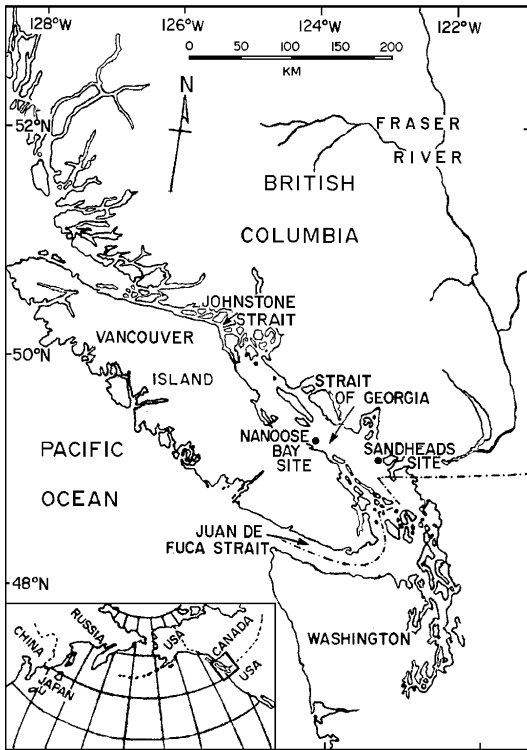 128°W
126°W
124°W
122°W
0 50 100 150 200
KM
N
52°N
FRASER
RIVER
BRITISH
COLUMBIA
JOHNSTONE
STRAIT
VANCOUVER
ISLAND
50°N
STRAIT
OF GEORGIA
NANOOSE
BAY
SITE
SANDHEADS
SITE
PACIFIC
OCEAN
JUAN DE
FUCA STRAIT
48°N
WASHINGTON
CHINA
RUSSIA
USA
CANADA
USA
JAPAN